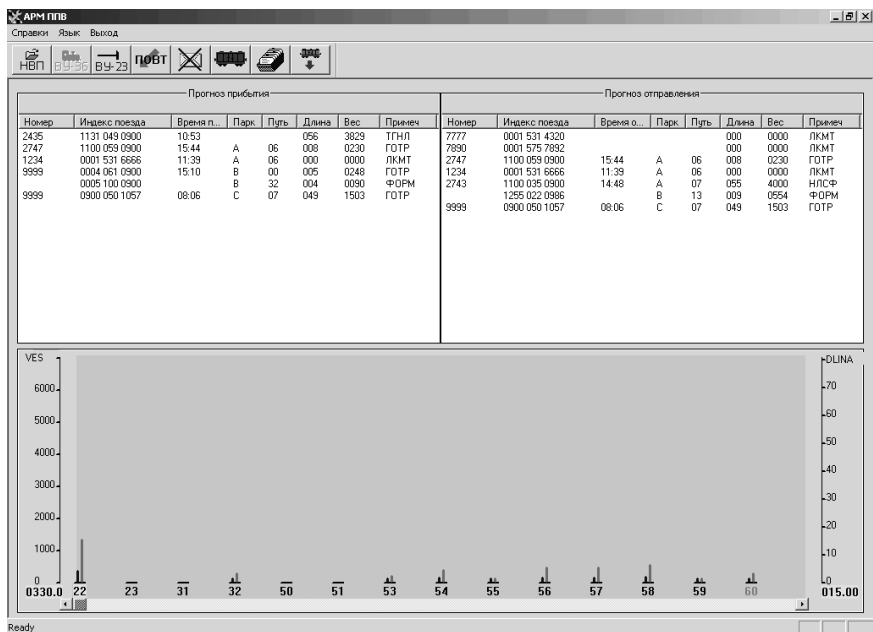 АРМ ППВ
Справки Язык Выход
НВП ВУ-36 ВУ-23 ПОВТ
Прогноз прибытия
Номер Индекс поезда Время п... Парк Путь Длина Вес Примеч
2435 1131 049 0900 10:53 056 3829 ТГНЛ
2747 1100 059 0900 15:44 А 06 008 0230 ГОТР
1234 0001 531 6666 11:39 А 06 000 0000 ЛКМТ
9999 0004 061 0900 15:10 В 00 005 0248 ГОТР
0005 100 0900 В 32 004 0090 ФОРМ
9999 0900 050 1057 08:06 С 07 049 1503 ГОТР
Прогноз отправления
Номер Индекс поезда Время о... Парк Путь Длина Вес Примеч
7777 0001 531 4320 000 0000 ЛКМТ
7890 0001 575 7892 000 0000 ЛКМТ
2747 1100 059 0900 15:44 А 06 008 0230 ГОТР
1234 0001 531 6666 11:39 А 06 000 0000 ЛКМТ
2743 1100 035 0900 14:48 А 07 055 4000 НЛСФ
1255 022 0986 В 13 009 0554 ФОРМ
9999 0900 050 1057 08:06 С 07 049 1503 ГОТР
VES DLINA
6000 70
5000 60
50
4000 40
3000 30
2000 20
1000 10
0 0
0330.0 22 23 31 32 50 51 53 54 55 56 57 58 59 60 015.00
Ready